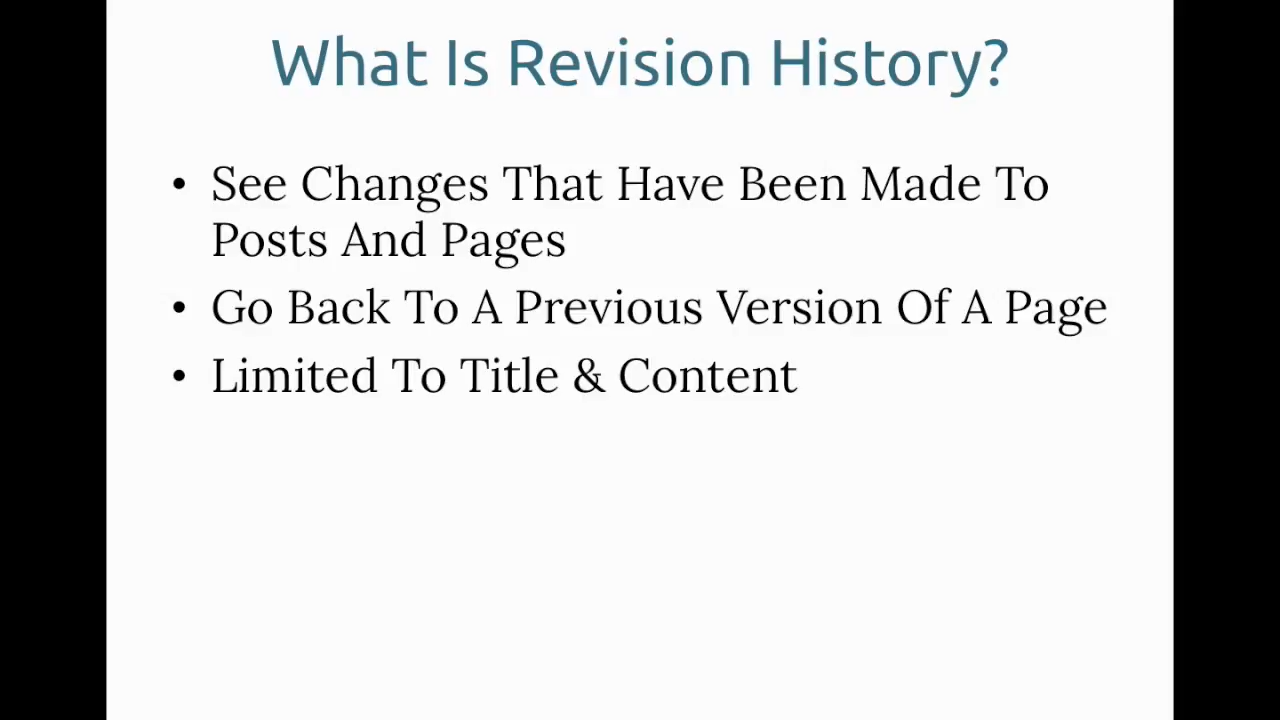 What Is Revision History?
• See Changes That Have Been Made To
Posts And Pages
• Go Back To A Previous Version Of A Page
• Limited To Title & Content